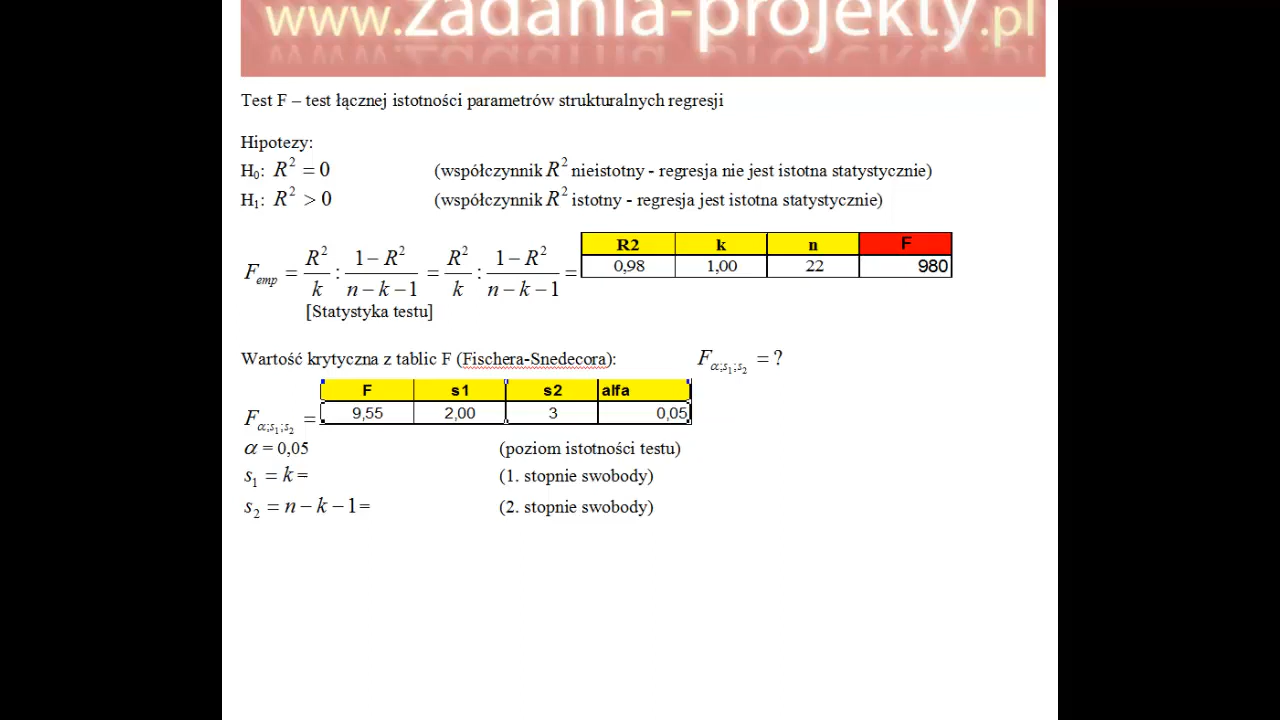 www.zadania-projekty.pl
Test F – test łącznej istotności parametrów strukturalnych regresji
Hipotezy:
H₀: R² = 0 (współczynnik R² nieistotny - regresja nie jest istotna statystycznie)
H₁: R² > 0 (współczynnik R² istotny - regresja jest istotna statystycznie)
R2 k n F
F_emp = R²/k : (1 − R²)/(n − k − 1) = R²/k : (1 − R²)/(n − k − 1) = 0,98 1,00 22 980
[Statystyka testu]
Wartość krytyczna z tablic F (Fischera-Snedecora): F_α;s₁;s₂ = ?
F s1 s2 alfa
F_α;s₁;s₂ = 9,55 2,00 3 0,05
α = 0,05 (poziom istotności testu)
s₁ = k = (1. stopnie swobody)
s₂ = n − k − 1 = (2. stopnie swobody)